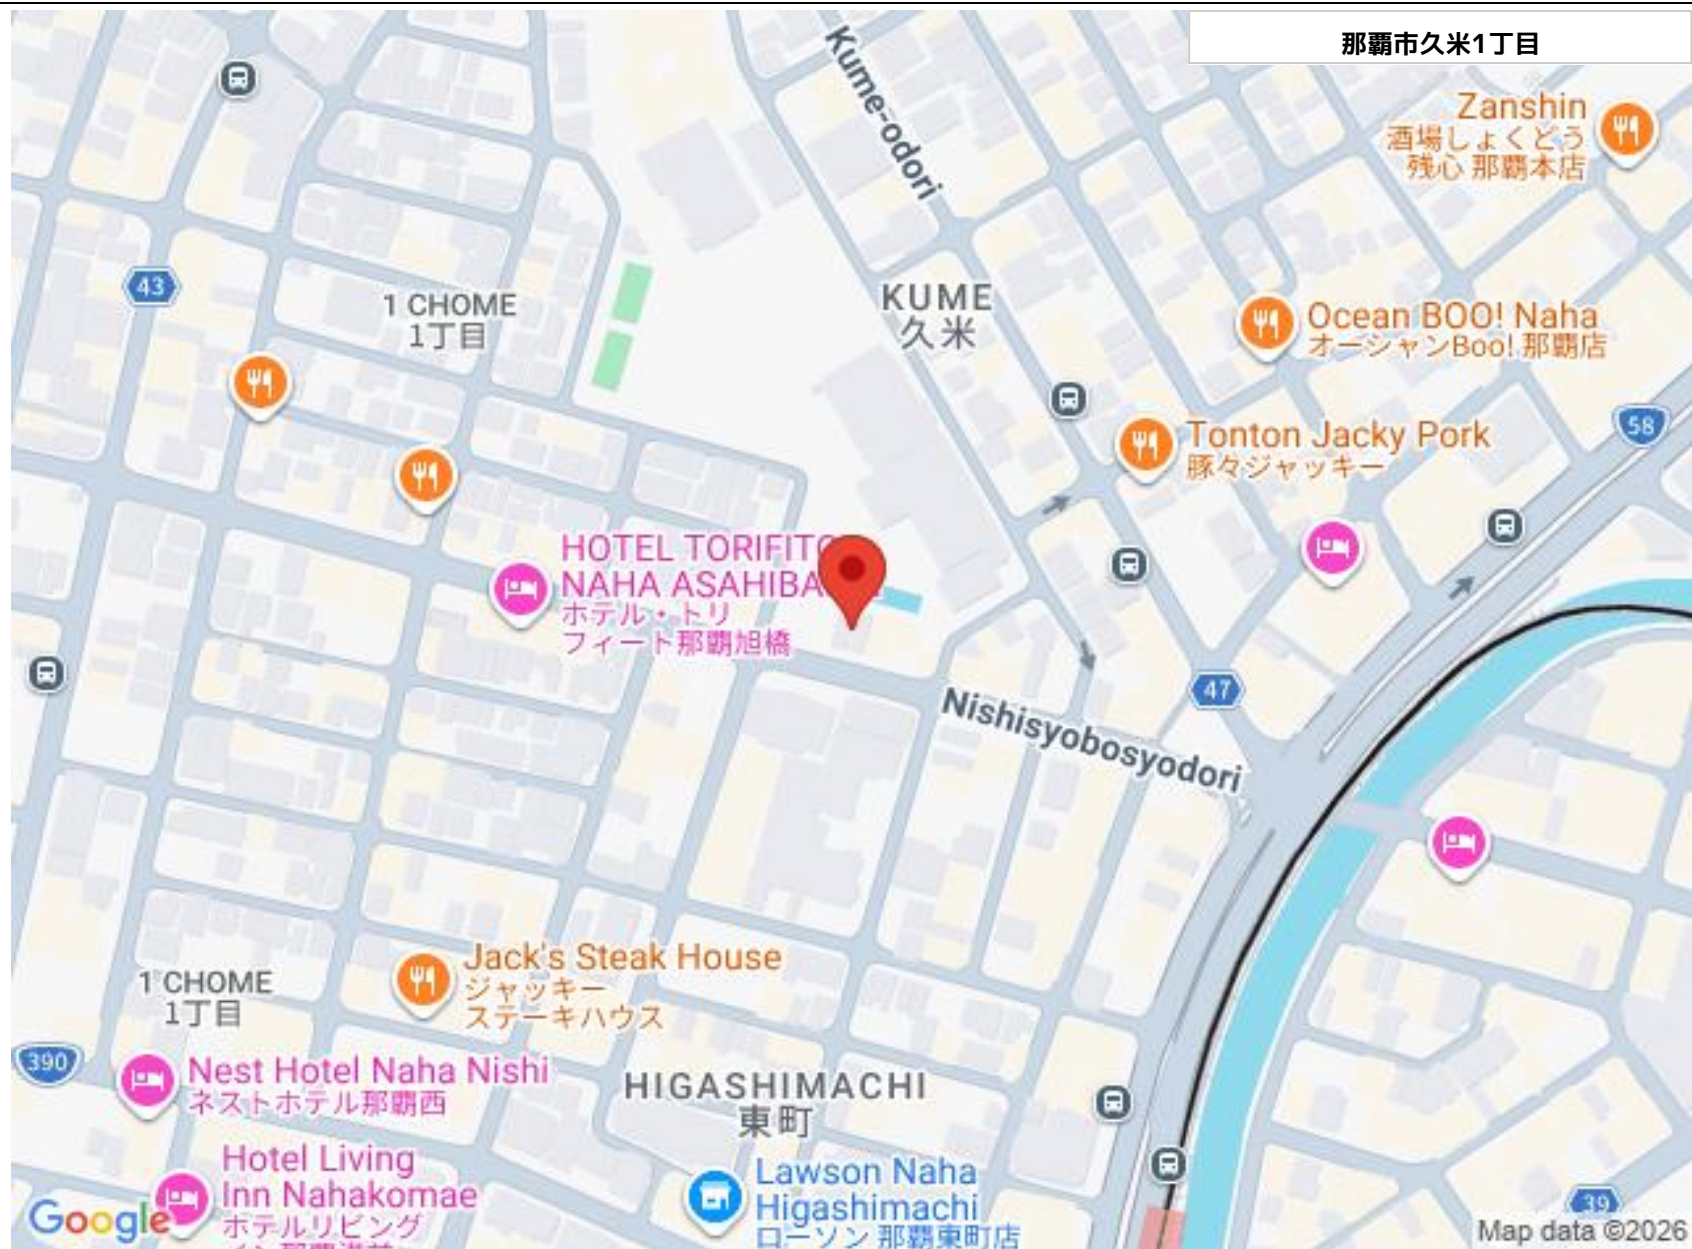 那覇市久米1丁目
Kume-odori
Zanshin
酒場しょくどう
残心 那覇本店
43
1 CHOME
1丁目
KUME
久米
Ocean BOO! Naha
オーシャンBoo! 那覇店
58
Tonton Jacky Pork
豚々ジャッキー
HOTEL TORIFITO
NAHA ASAHIBA
ホテル・トリ
フィート那覇旭橋
47
Nishisyobosyodori
Jack's Steak House
ジャッキー
ステーキハウス
1 CHOME
1丁目
390
Nest Hotel Naha Nishi
ネストホテル那覇西
HIGASHIMACHI
東町
Hotel Living
Inn Nahakomae
ホテルリビング
Lawson Naha
Higashimachi
ローソン 那覇東町店
39
Google
Map data ©2026